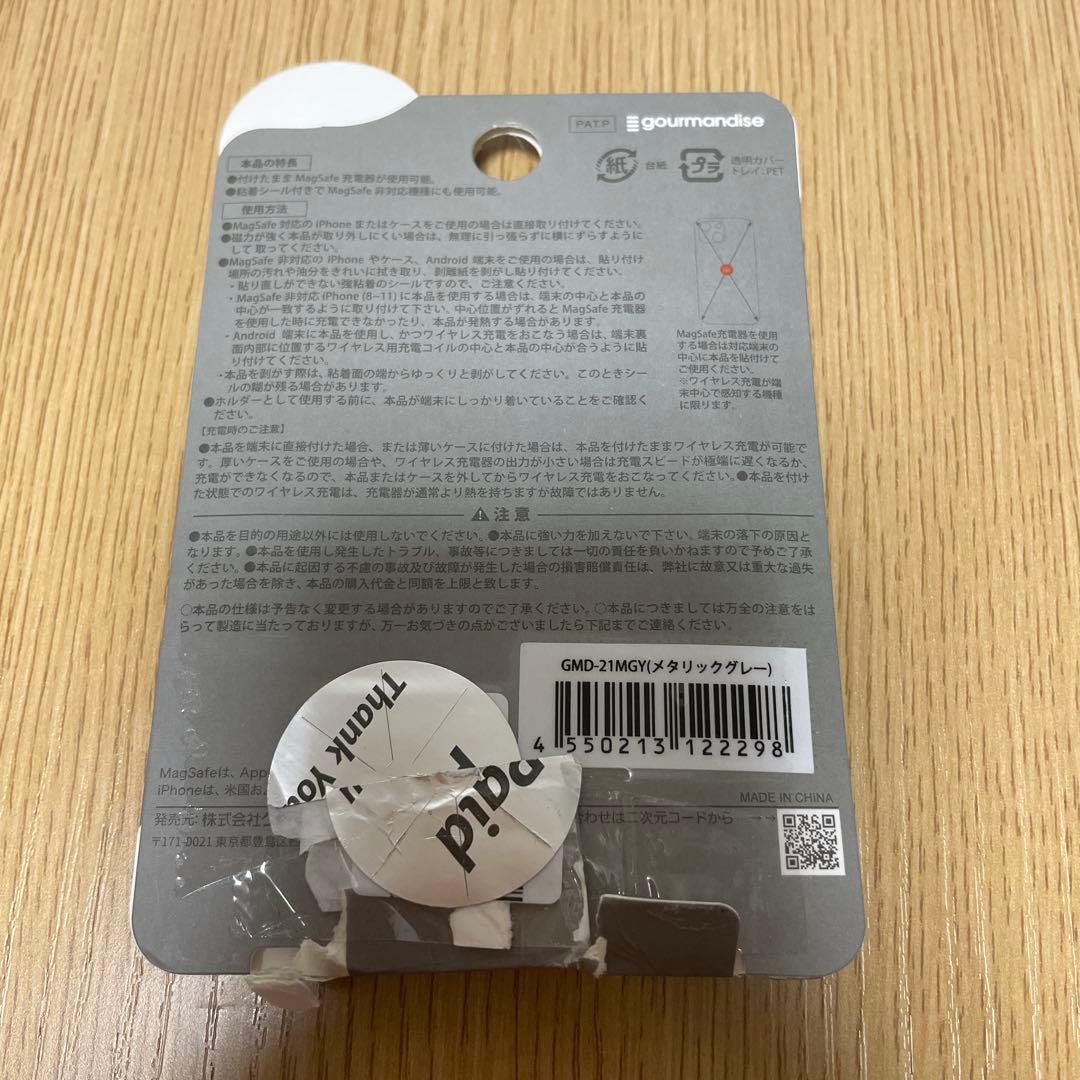 PAT.P gourmandise
本品の特長
紙 台紙 プラ 透明カバー
トレイ:PET
●付けたまま MagSafe 充電器が使用可能。
●粘着シール付きで MagSafe 非対応機種にも使用可能。
使用方法
●MagSafe 対応の iPhone またはケースをご使用の場合は直接取り付けてください。
●磁力が強く本品が取り外しにくい場合は、無理に引っ張らずに横にずらすように
して 取ってください。
●MagSafe 非対応の iPhone やケース、Android 端末をご使用の場合は、貼り付け
場所の汚れや油分をきれいに拭き取り、剥離紙を剥がし貼り付けてください。
・貼り直しができない強粘着のシールですので、ご注意ください。
・MagSafe 非対応 iPhone (8~11) に本品を使用する場合は、端末の中心と本品の
中心が一致するように取り付けて下さい。中心位置がずれると MagSafe 充電器
を使用した時に充電できなかったり、本品が発熱する場合があります。
・Android 端末に本品を使用し、かつワイヤレス充電をおこなう場合は、端末裏
面内部に位置するワイヤレス用充電コイルの中心と本品の中心が合うように貼
り付けてください。
・本品を剥がす際は、粘着面の端からゆっくりと剥がしてください。このときシー
ルの糊が残る場合があります。
●ホルダーとして使用する前に、本品が端末にしっかり着いていることをご確認く
ださい。
MagSafe充電器を使用
する場合は対応端末の
中心に本品を貼付けて
ご使用ください。
※ワイヤレス充電が端
末中心で感知する機種
に限ります。
【充電時のご注意】
●本品を端末に直接付けた場合、または薄いケースに付けた場合は、本品を付けたままワイヤレス充電が可能で
す。厚いケースをご使用の場合や、ワイヤレス充電器の出力が小さい場合は充電スピードが極端に遅くなるか、
充電ができなくなるので、本品またはケースを外してからワイヤレス充電をおこなってください。●本品を付け
た状態でのワイヤレス充電は、充電器が通常より熱を持ちますが故障ではありません。
注意
●本品を目的の用途以外には使用しないでください。●本品に強い力を加えないで下さい。端末の落下の原因と
なります。●本品を使用し発生したトラブル、事故等につきましては一切の責任を負いかねますので予めご了承
ください。●本品に起因する不慮の事故及び故障が発生した場合の損害賠償責任は、弊社に故意又は重大な過失
があった場合を除き、本品の購入代金と同額を上限と致します。
○本品の仕様は予告なく変更する場合がありますのでご了承ください。○本品につきましては万全の注意をは
らって製造に当たっておりますが、万一お気づきの点がございましたら下記までご連絡ください。
GMD-21MGY(メタリックグレー)
4 550213 122298
Thank You
Paid
MagSafeは、App
iPhoneは、米国お
MADE IN CHINA
発売元: 株式会社 合わせは二次元コードから
〒171-0021 東京都豊島区